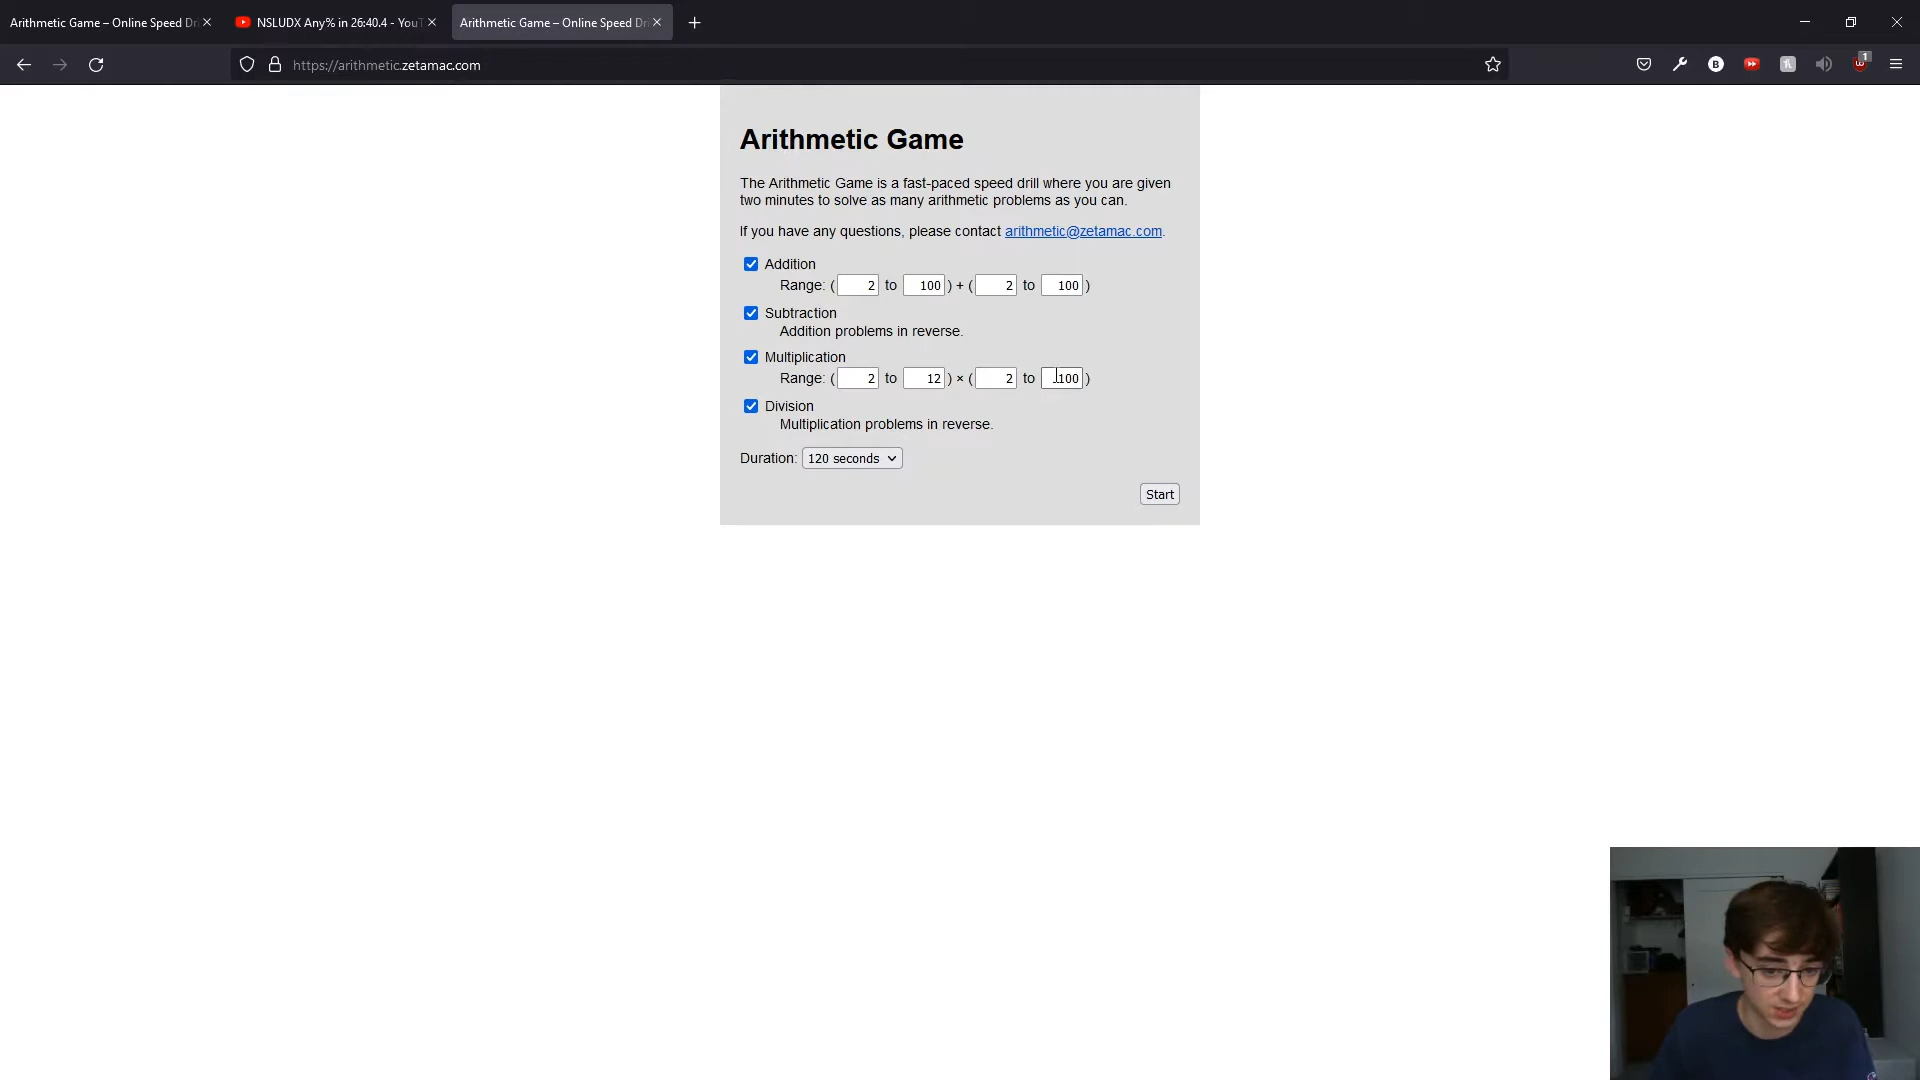 Arithmetic Game – Online Speed Dr
NSLUDX Any% in 26:40.4 - YouT
Arithmetic Game – Online Speed Dr
https://arithmetic.zetamac.com
1
Arithmetic Game
The Arithmetic Game is a fast-paced speed drill where you are given
two minutes to solve as many arithmetic problems as you can.
If you have any questions, please contact arithmetic@zetamac.com.
Addition
Range: ( 2 to 100 ) + ( 2 to 100 )
Subtraction
Addition problems in reverse.
Multiplication
Range: ( 2 to 12 ) × ( 2 to 100 )
Division
Multiplication problems in reverse.
Duration: 120 seconds
Start